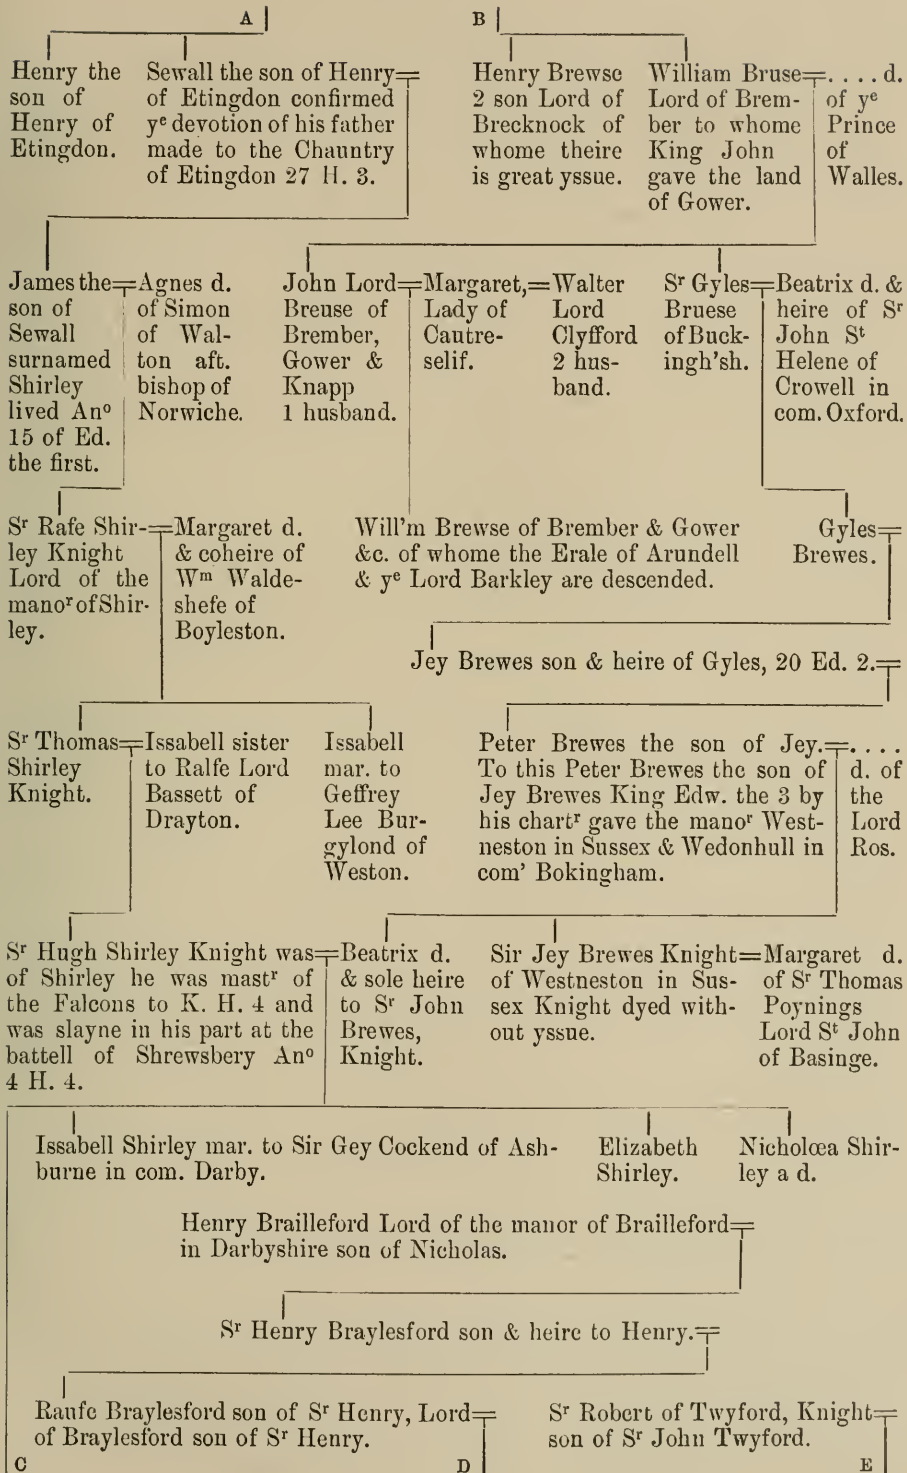 A
B
Henry the
son of
Henry of
Etingdon.
Sewall the son of Henry
of Etingdon confirmed
yᵉ devotion of his father
made to the Chauntry
of Etingdon 27 H. 3.
Henry Brewse
2 son Lord of
Brecknock of
whome theire
is great yssue.
William Bruse
Lord of Brem-
ber to whome
King John
gave the land
of Gower.
. . . . d.
of yᵉ
Prince
of
Walles.
James the
son of
Sewall
surnamed
Shirley
lived Anº
15 of Ed.
the first.
Agnes d.
of Simon
of Wal-
ton aft.
bishop of
Norwiche.
John Lord
Breuse of
Brember,
Gower &
Knapp
1 husband.
Margaret,
Lady of
Cautre-
selif.
Walter
Lord
Clyfford
2 hus-
band.
Sʳ Gyles
Bruese
of Buck-
ingh'sh.
Beatrix d. &
heire of Sʳ
John Sᵗ
Helene of
Crowell in
com. Oxford.
Sʳ Rafe Shir-
ley Knight
Lord of the
manoʳ of Shir-
ley.
Margaret d.
& coheire of
Wᵐ Walde-
shefe of
Boyleston.
Will'm Brewse of Brember & Gower
&c. of whome the Erale of Arundell
& yᵉ Lord Barkley are descended.
Gyles
Brewes.
Jey Brewes son & heire of Gyles, 20 Ed. 2.
Sʳ Thomas
Shirley
Knight.
Issabell sister
to Ralfe Lord
Bassett of
Drayton.
Issabell
mar. to
Geffrey
Lee Bur-
gylond of
Weston.
Peter Brewes the son of Jey.
To this Peter Brewes the son of
Jey Brewes King Edw. the 3 by
his chartʳ gave the manoʳ West-
neston in Sussex & Wedonhull in
com' Bokingham.
. . . .
d. of
the
Lord
Ros.
Sʳ Hugh Shirley Knight was
of Shirley he was mastʳ of
the Falcons to K. H. 4 and
was slayne in his part at the
battell of Shrewsbery Anº
4 H. 4.
Beatrix d.
& sole heire
to Sʳ John
Brewes,
Knight.
Sir Jey Brewes Knight
of Westneston in Sus-
sex Knight dyed with-
out yssue.
Margaret d.
of Sʳ Thomas
Poynings
Lord Sᵗ John
of Basinge.
Issabell Shirley mar. to Sir Gey Cockend of Ash-
burne in com. Darby.
Elizabeth
Shirley.
Nicholœa Shir-
ley a d.
Henry Brailleford Lord of the manor of Brailleford
in Darbyshire son of Nicholas.
Sʳ Henry Braylesford son & heire to Henry.
Raufe Braylesford son of Sʳ Henry, Lord
of Braylesford son of Sʳ Henry.
Sʳ Robert of Twyford, Knight
son of Sʳ John Twyford.
C
D
E